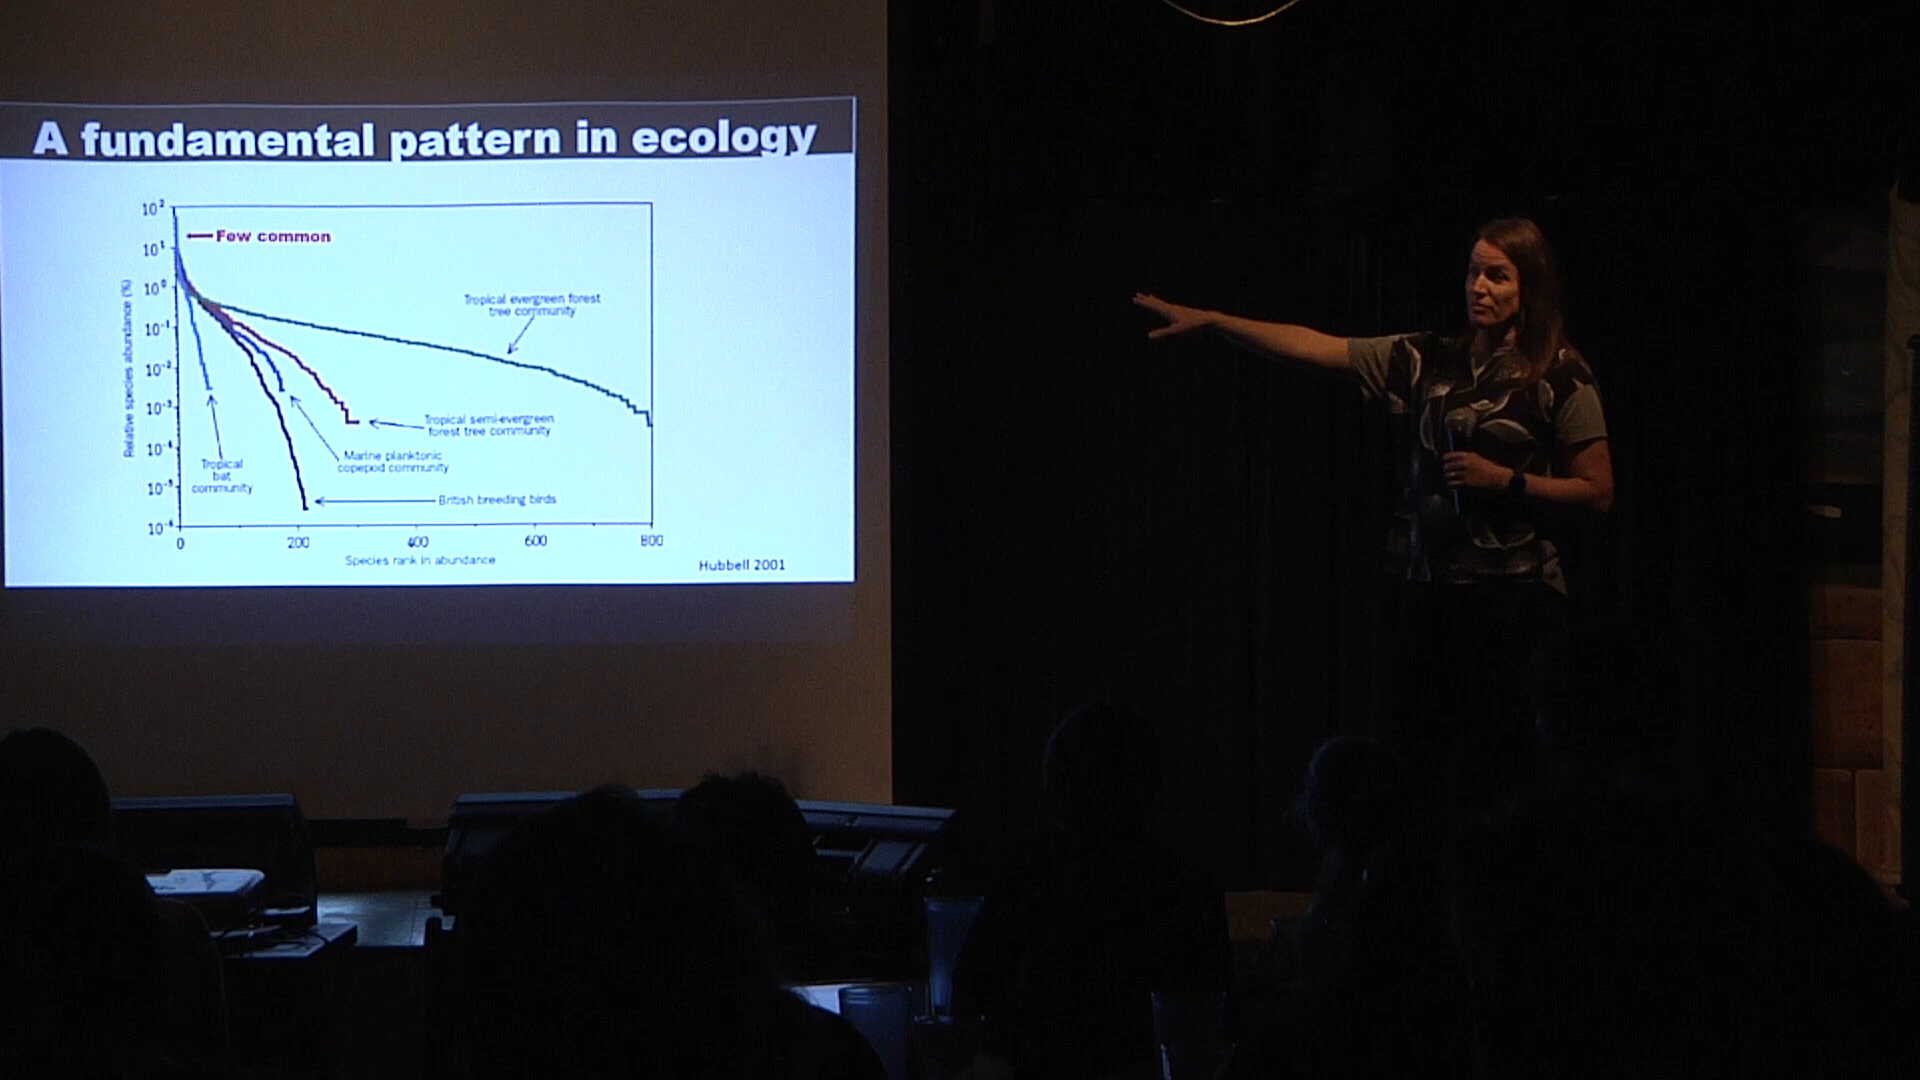 A fundamental pattern in ecology
10²
10¹
10⁰
10⁻¹
10⁻²
10⁻³
10⁻⁴
10⁻⁵
10⁻⁶
Relative species abundance (%)
Few common
Tropical evergreen forest
tree community
Tropical semi-evergreen
forest tree community
Marine planktonic
copepod community
Tropical
bat
community
British breeding birds
0
200
400
600
800
Species rank in abundance
Hubbell 2001